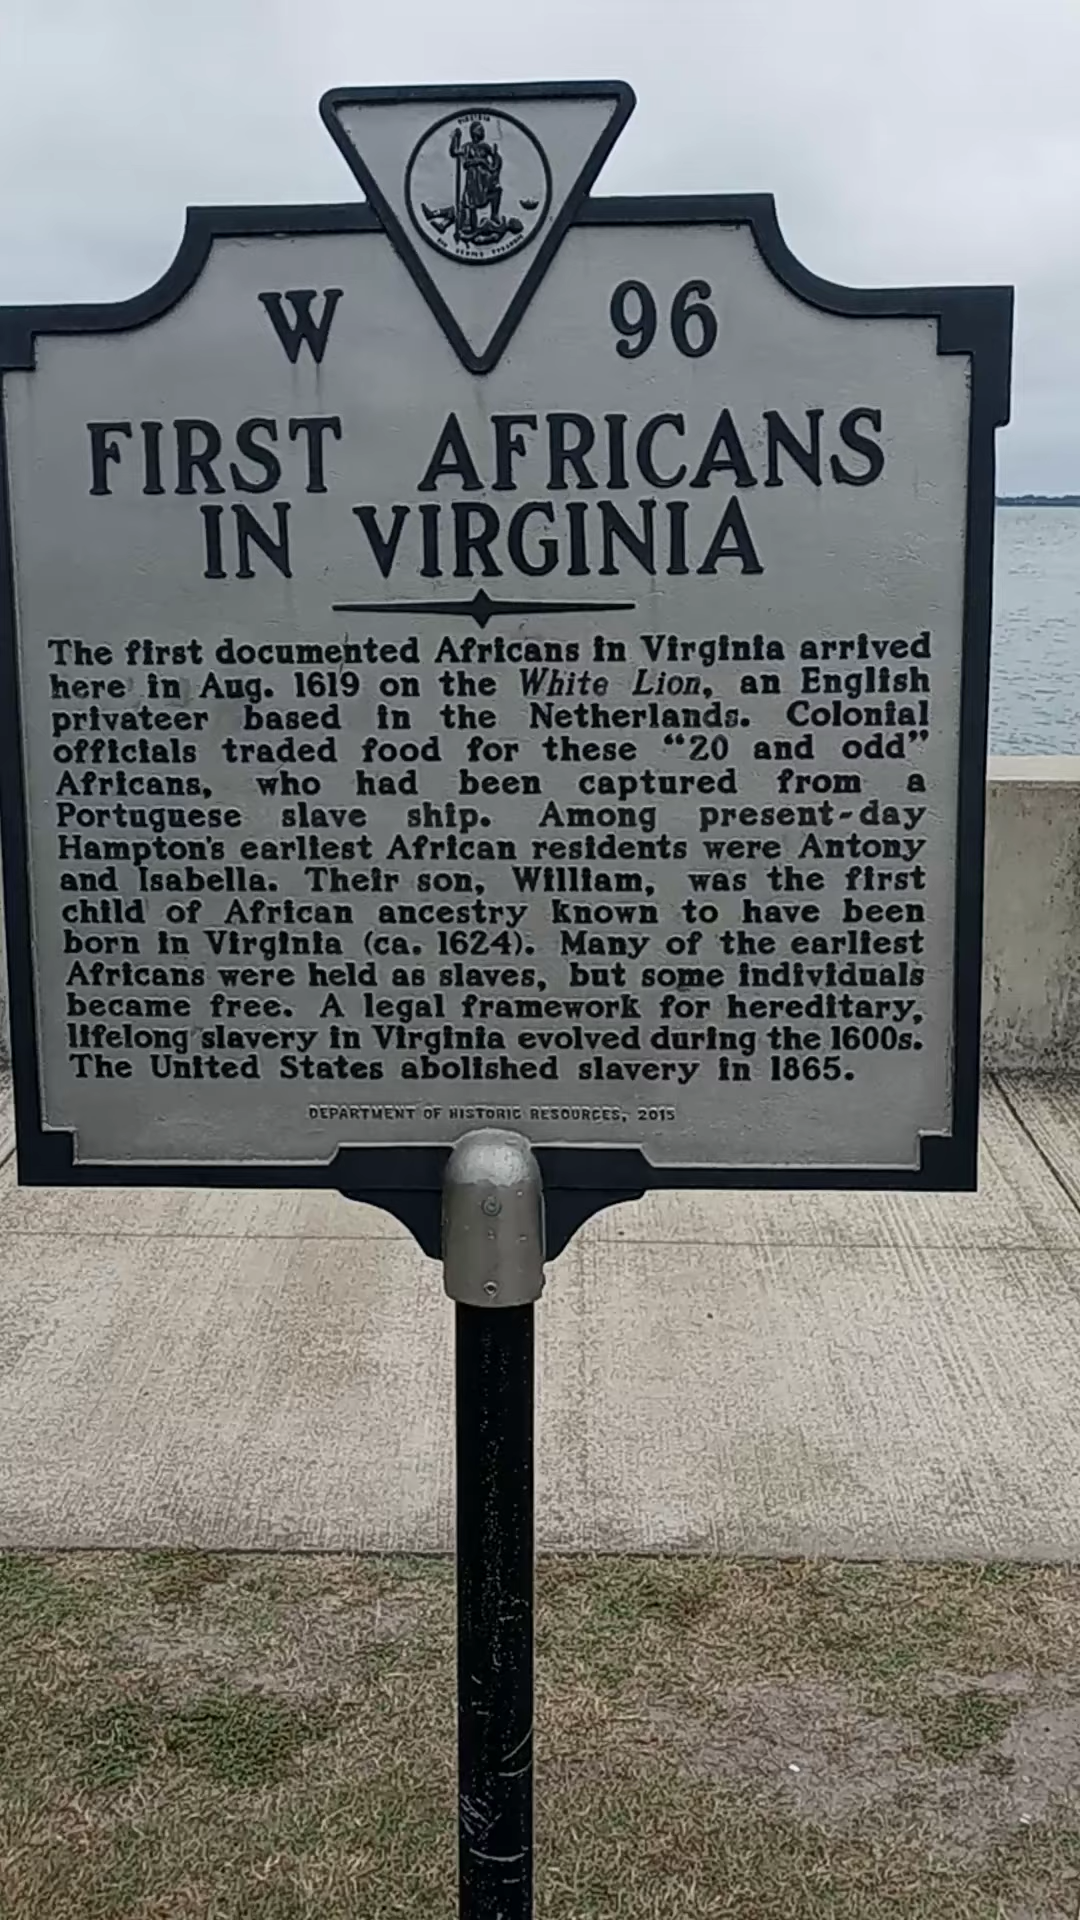 VIRGINIA
SIC SEMPER TYRANNIS
W 96
FIRST AFRICANS
IN VIRGINIA
The first documented Africans in Virginia arrived
here in Aug. 1619 on the White Lion, an English
privateer based in the Netherlands. Colonial
officials traded food for these “20 and odd”
Africans, who had been captured from a
Portuguese slave ship. Among present-day
Hampton's earliest African residents were Antony
and Isabella. Their son, William, was the first
child of African ancestry known to have been
born in Virginia (ca. 1624). Many of the earliest
Africans were held as slaves, but some individuals
became free. A legal framework for hereditary,
lifelong slavery in Virginia evolved during the 1600s.
The United States abolished slavery in 1865.
DEPARTMENT OF HISTORIC RESOURCES, 2015